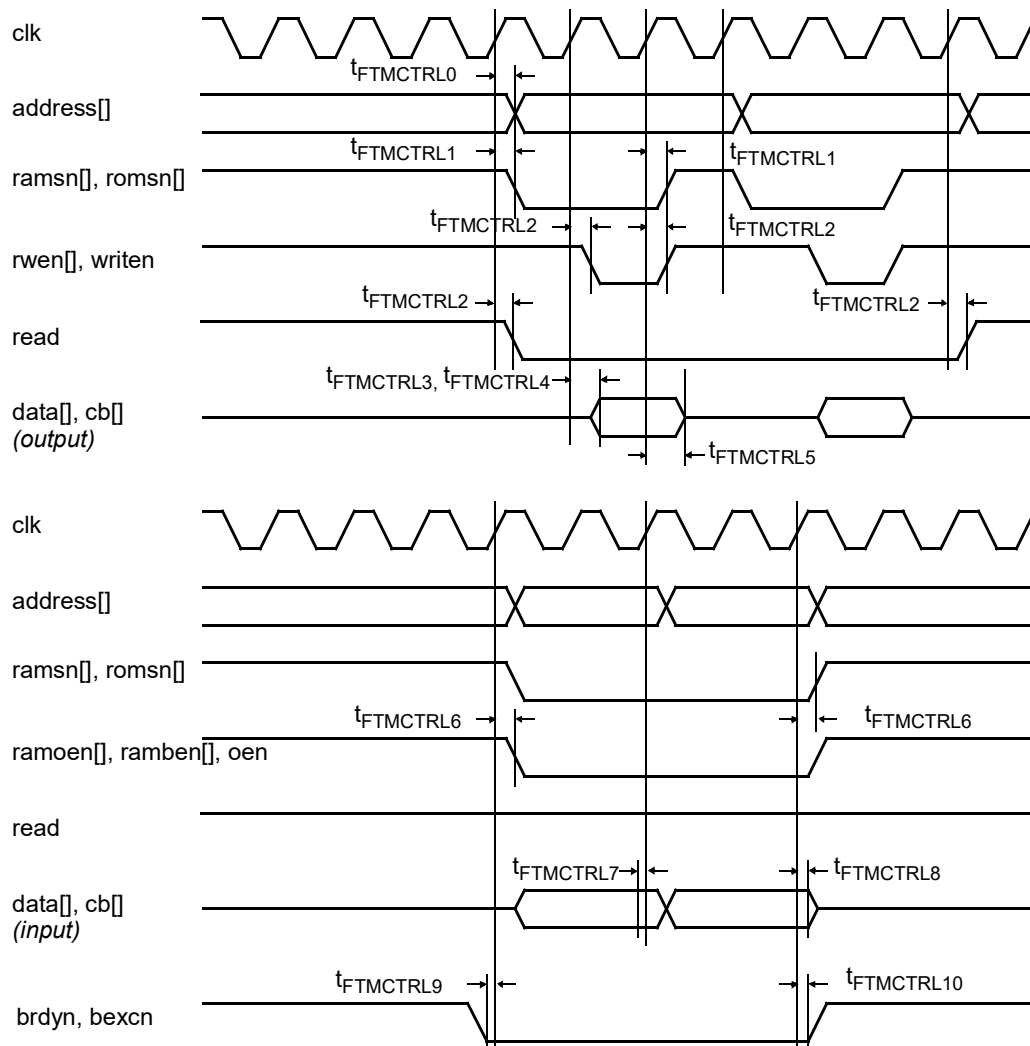 clk
tFTMCTRL0
address[]
tFTMCTRL1
tFTMCTRL1
ramsn[], romsn[]
tFTMCTRL2
tFTMCTRL2
rwen[], writen
tFTMCTRL2
tFTMCTRL2
read
tFTMCTRL3, tFTMCTRL4
data[], cb[]
(output)
tFTMCTRL5
clk
address[]
ramsn[], romsn[]
tFTMCTRL6
tFTMCTRL6
ramoen[], ramben[], oen
read
tFTMCTRL7
tFTMCTRL8
data[], cb[]
(input)
tFTMCTRL9
tFTMCTRL10
brdyn, bexcn